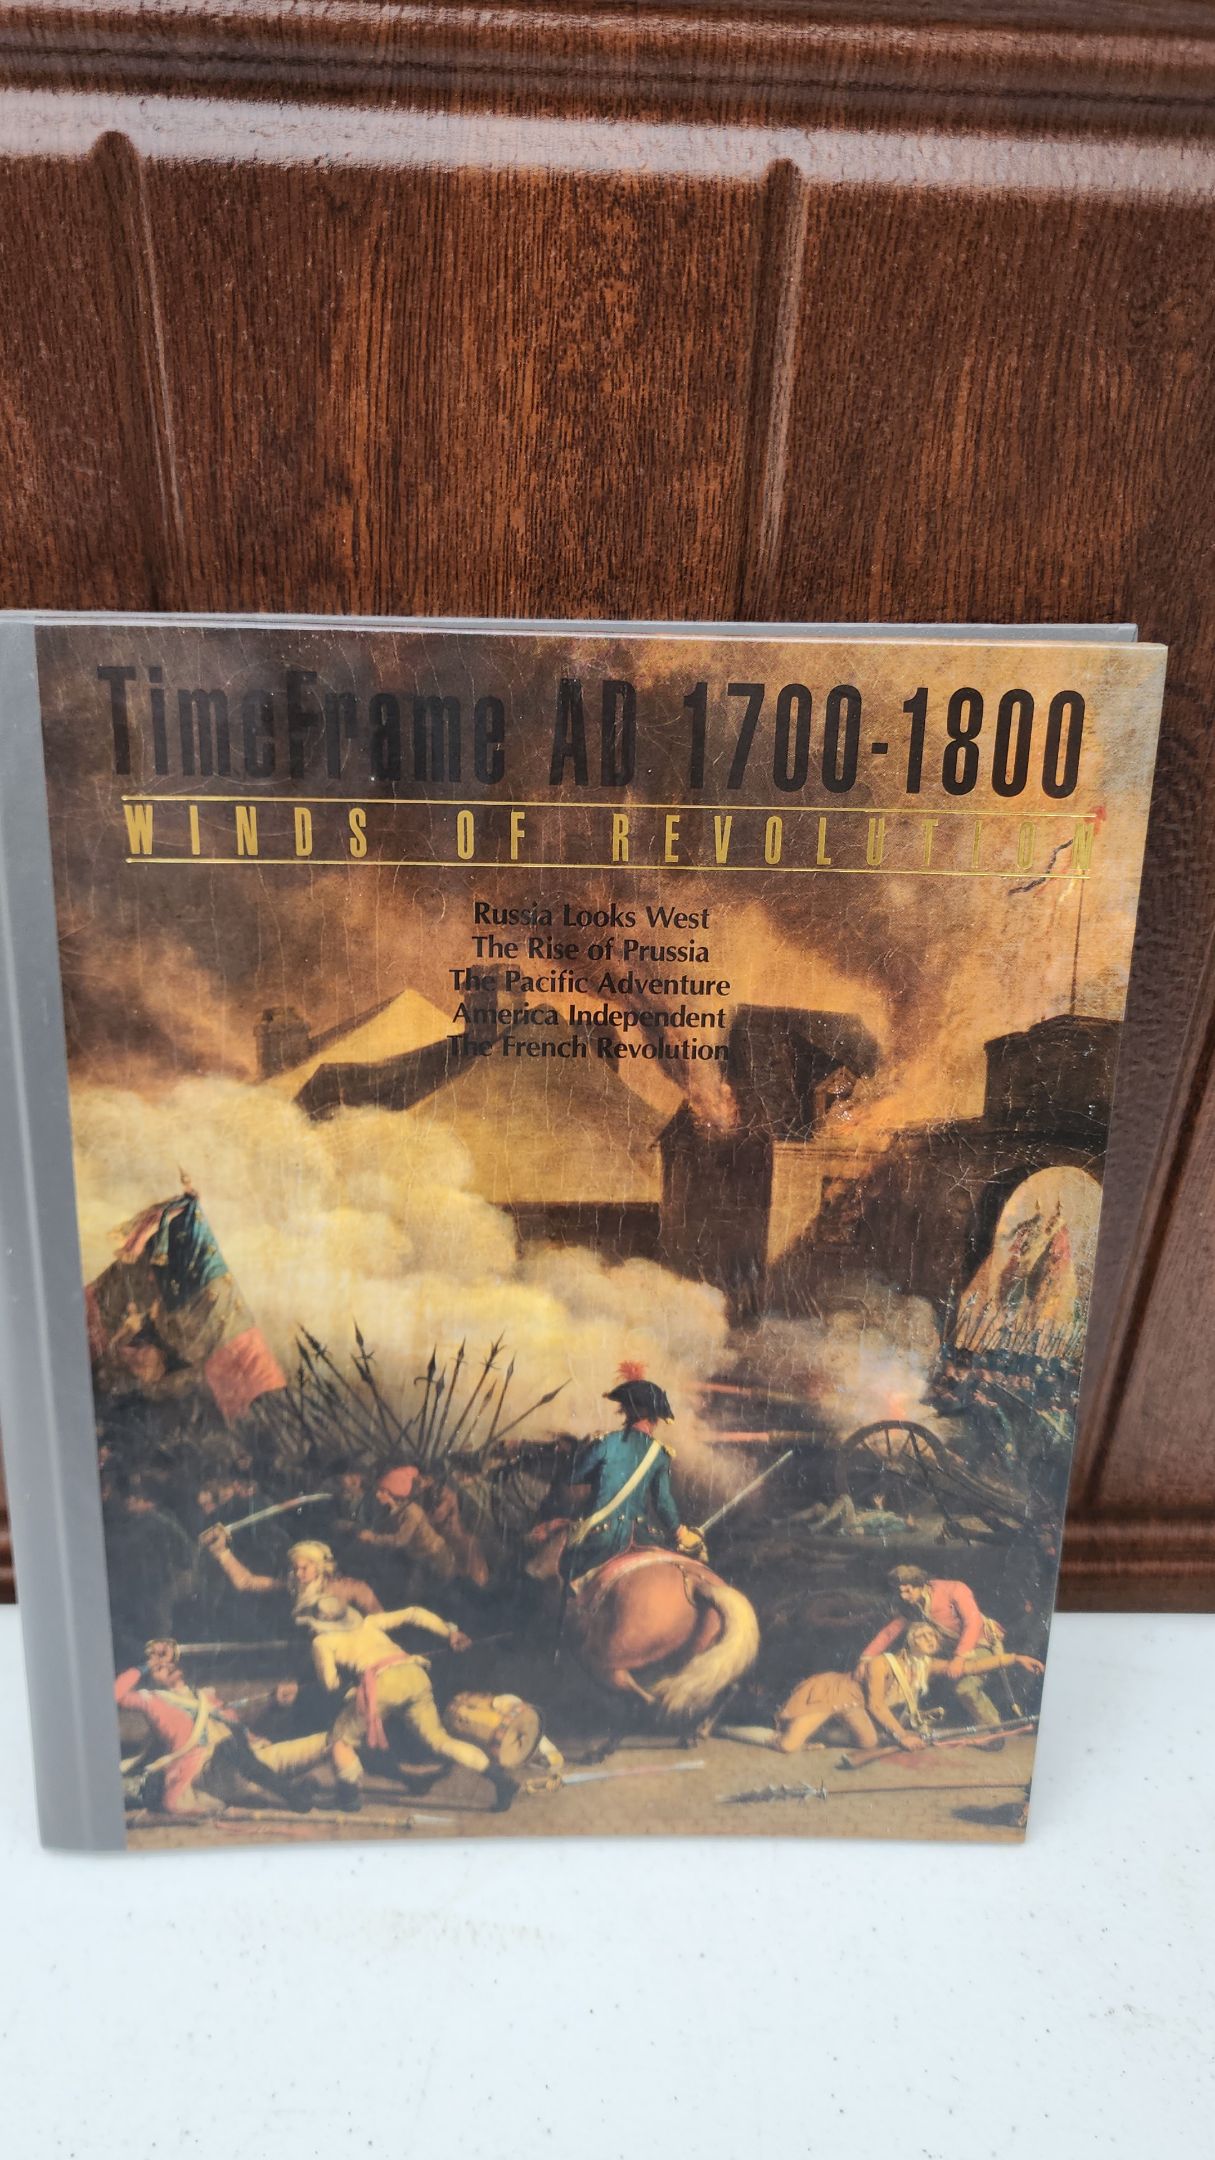 TimeFrame AD 1700-1800
WINDS OF REVOLUTION
Russia Looks West
The Rise of Prussia
The Pacific Adventure
America Independent
The French Revolution